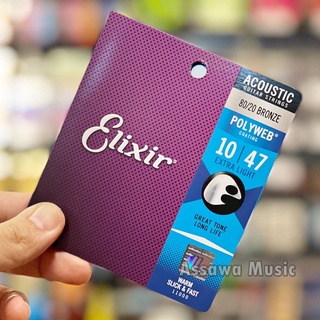 Elixir
ACOUSTIC
GUITAR STRINGS
80/20 BRONZE
POLYWEB®
COATING
10/47
EXTRA LIGHT
GREAT TONE
LONG LIFE
Assawa Music
WARM
SLICK & FAST
11000